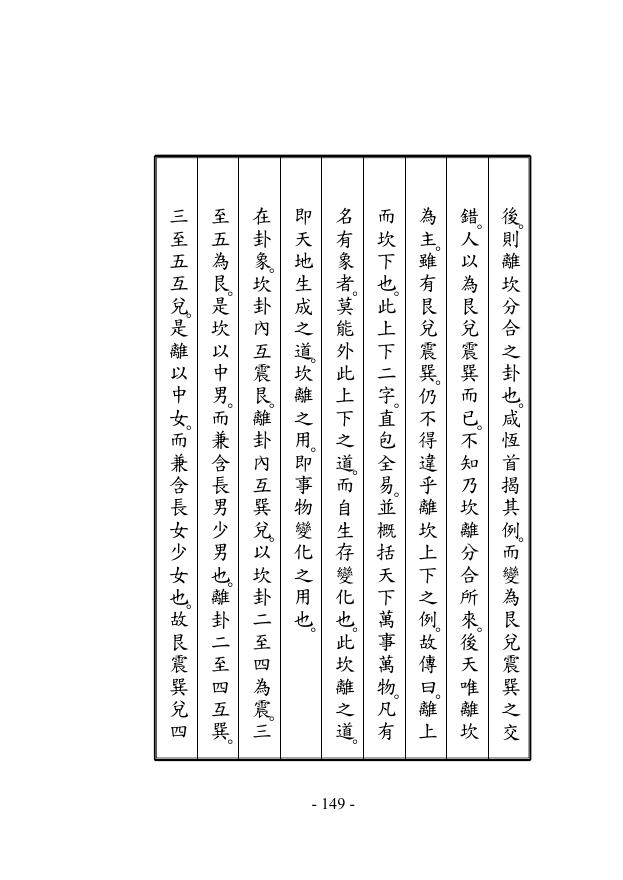 後。則離坎分合之卦也。咸恆首揭其例。而變為艮兌震巽之交
錯。人以為艮兌震巽而已。不知乃坎離分合所來。後天唯離坎
為主。雖有艮兌震巽。仍不得違乎離坎上下之例。故傳曰。離上
而坎下也。此上下二字。直包全易。並概括天下萬事萬物。凡有
名有象者。莫能外此上下之道。而自生存變化也。此坎離之道。
即天地生成之道。坎離之用。即事物變化之用也。
在卦象。坎卦內互震艮。離卦內互巽兌。以坎卦二至四為震。三
至五為艮。是坎以中男。而兼含長男少男也。離卦二至四互巽。
三至五互兌。是離以中女。而兼含長女少女也。故艮震巽兌四
- 149 -